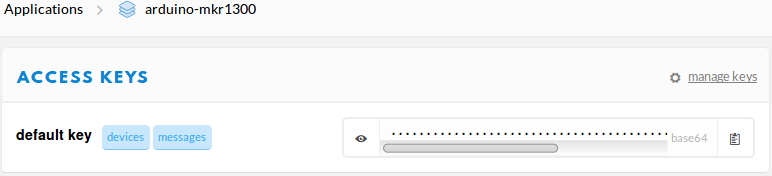 Applications > arduino-mkr1300
ACCESS KEYS
manage keys
default key
devices
messages
base64